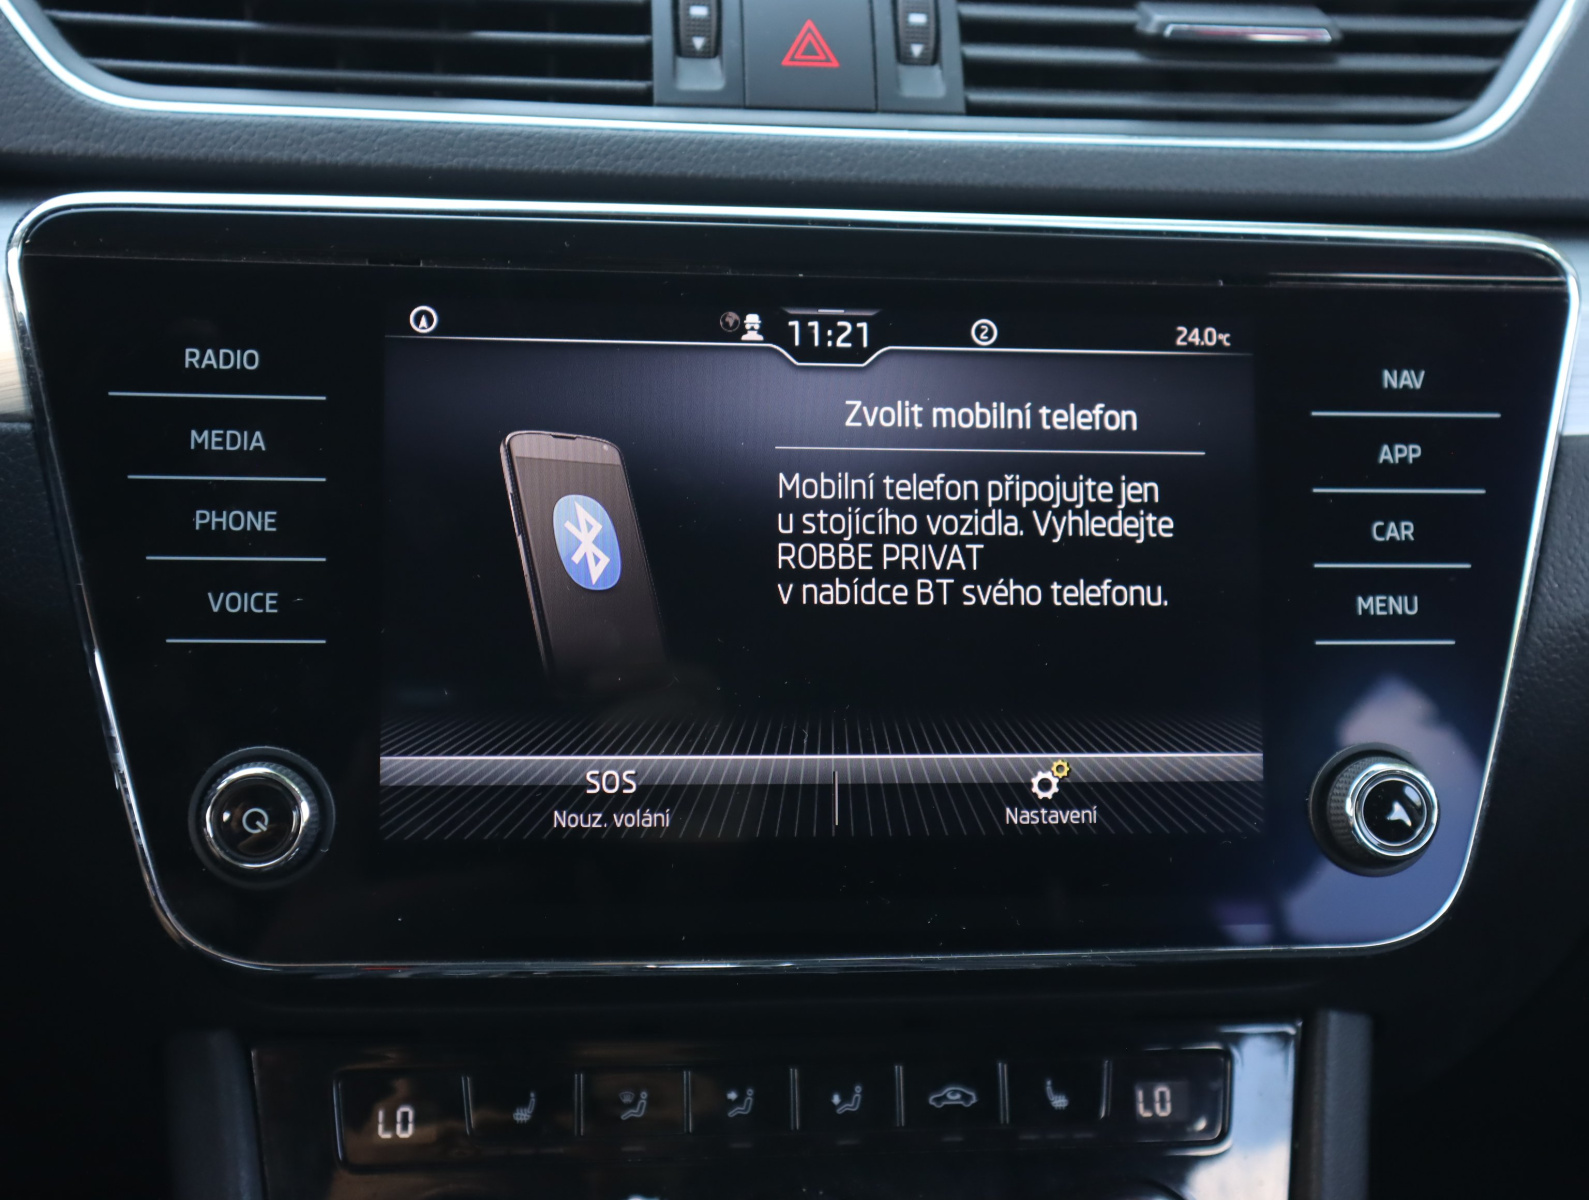 11:21
2
24.0°C
RADIO
MEDIA
PHONE
VOICE
Zvolit mobilní telefon
Mobilní telefon připojujte jen
u stojícího vozidla. Vyhledejte
ROBBE PRIVAT
v nabídce BT svého telefonu.
NAV
APP
CAR
MENU
SOS
Nouz. volání
Nastavení
LO
LO